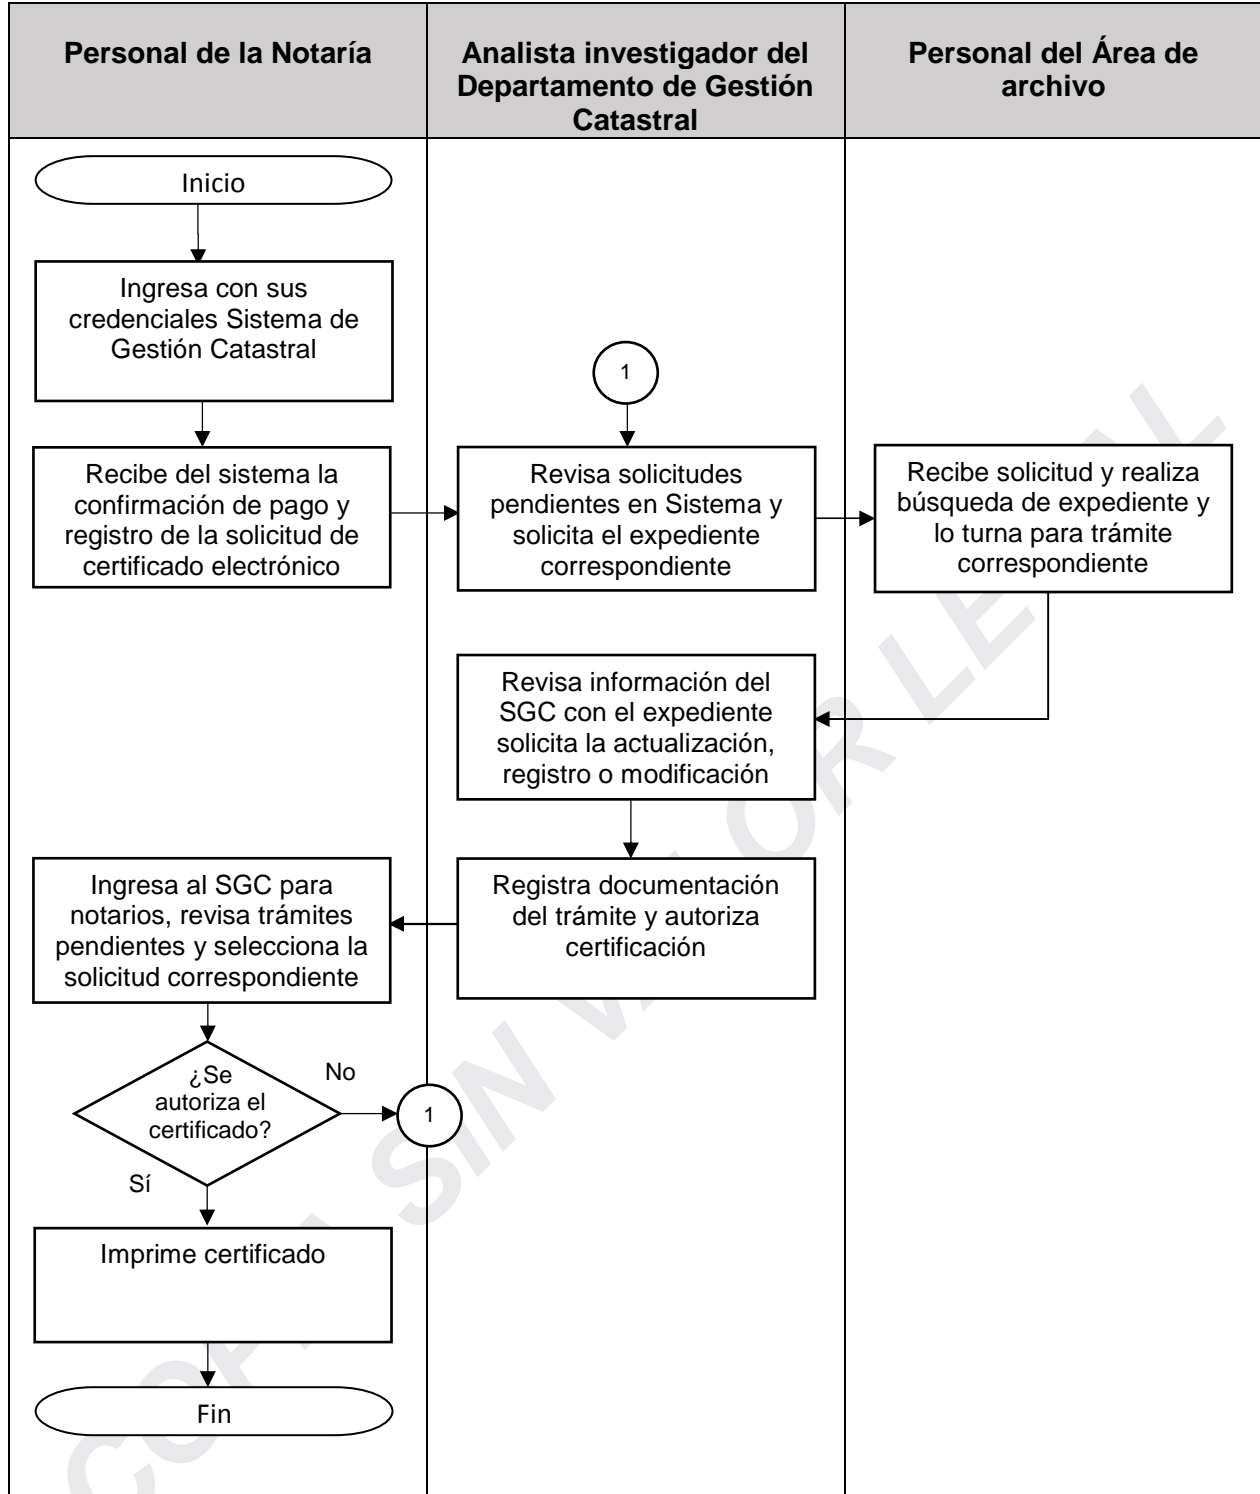 Personal de la Notaría
Analista investigador del
Departamento de Gestión
Catastral
Personal del Área de
archivo
Inicio
Ingresa con sus
credenciales Sistema de
Gestión Catastral
1
Recibe del sistema la
confirmación de pago y
registro de la solicitud de
certificado electrónico
Revisa solicitudes
pendientes en Sistema y
solicita el expediente
correspondiente
Recibe solicitud y realiza
búsqueda de expediente y
lo turna para trámite
correspondiente
Revisa información del
SGC con el expediente
solicita la actualización,
registro o modificación
Registra documentación
del trámite y autoriza
certificación
Ingresa al SGC para
notarios, revisa trámites
pendientes y selecciona la
solicitud correspondiente
¿Se
autoriza el
certificado?
No
1
Sí
Imprime certificado
Fin
COPIA SIN VALOR LEGAL